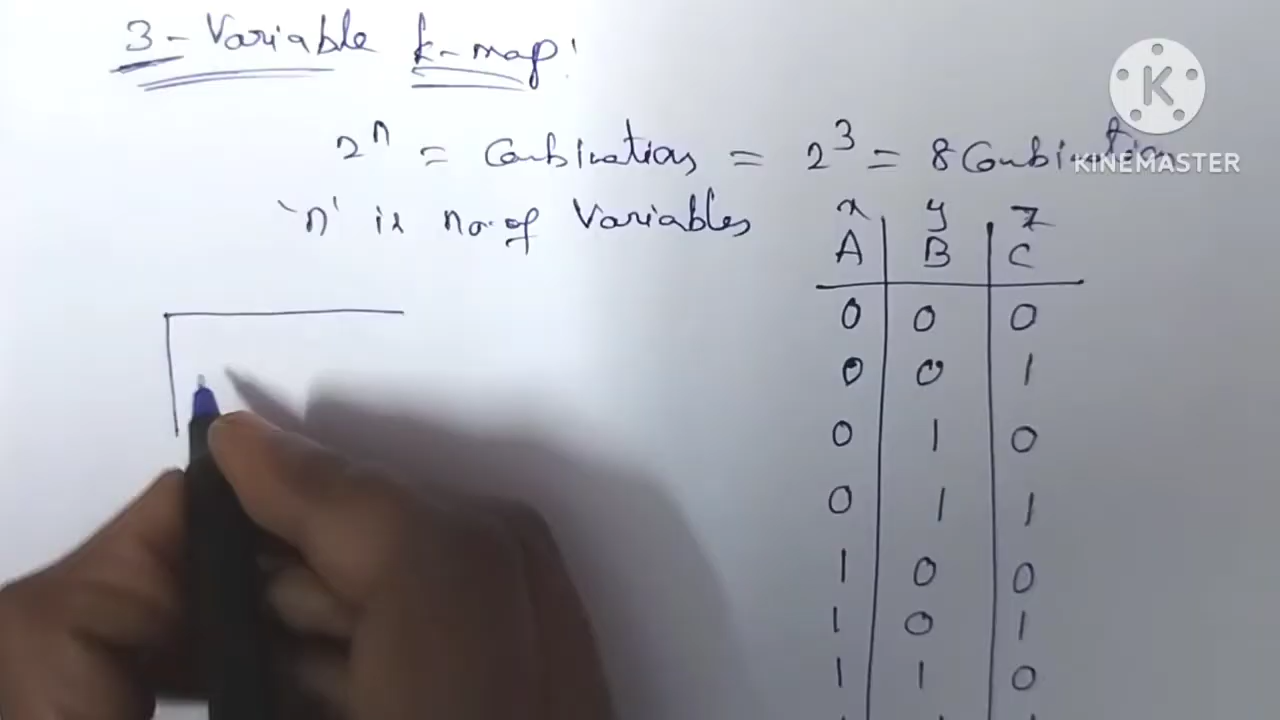 3-Variable k-map:
2^n = Combinations = 2^3 = 8 Combination
'n' is no. of Variables
x y z
A B C
0 0 0
0 0 1
0 1 0
0 1 1
1 0 0
1 0 1
1 1 0
K
KINEMASTER